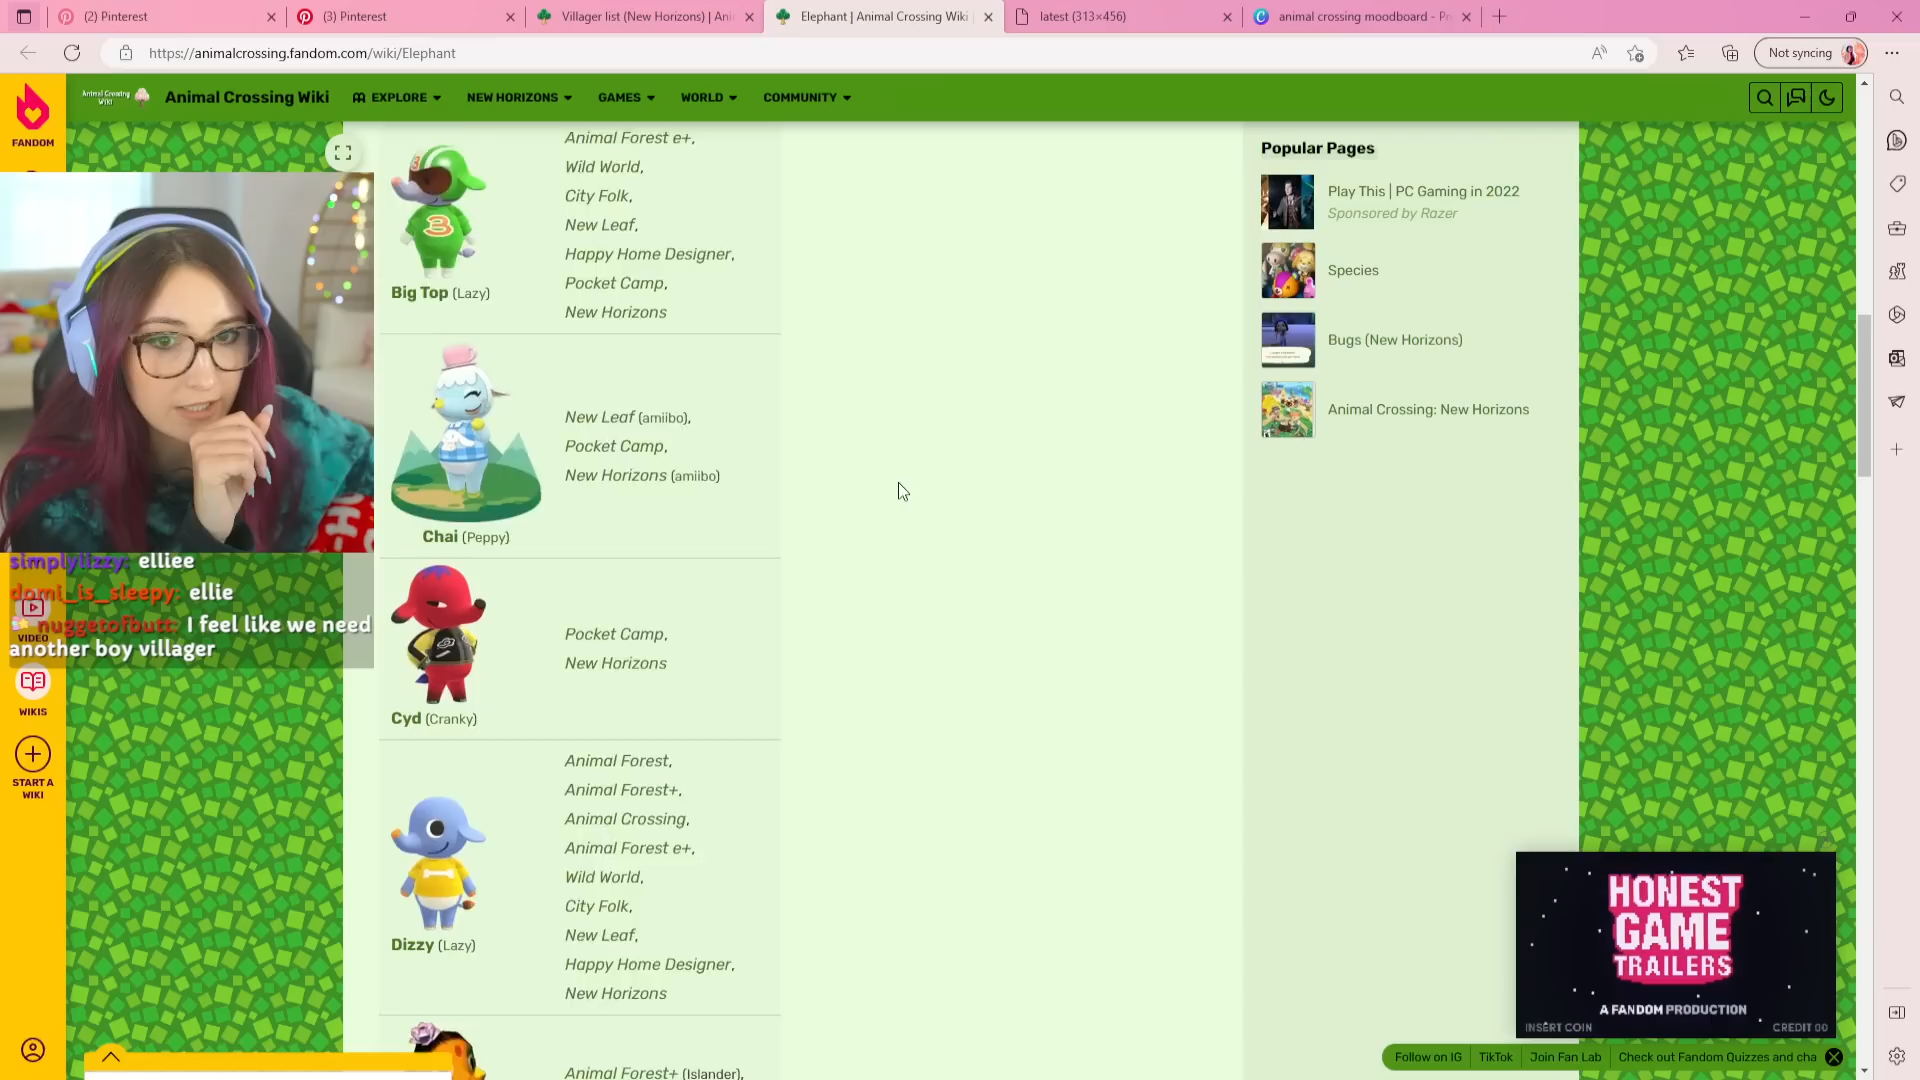 (2) Pinterest
(3) Pinterest
Villager list (New Horizons) | Ani
Elephant | Animal Crossing Wiki
latest (313×456)
animal crossing moodboard - Pr
https://animalcrossing.fandom.com/wiki/Elephant
Not syncing
FANDOM
Animal Crossing Wiki
Animal Crossing Wiki
EXPLORE
NEW HORIZONS
GAMES
WORLD
COMMUNITY
Animal Forest e+,
Wild World,
City Folk,
New Leaf,
Happy Home Designer,
Pocket Camp,
New Horizons
3
3
Big Top (Lazy)
New Leaf (amiibo),
Pocket Camp,
New Horizons (amiibo)
Chai (Peppy)
Pocket Camp,
New Horizons
Cyd (Cranky)
Animal Forest,
Animal Forest+,
Animal Crossing,
Animal Forest e+,
Wild World,
City Folk,
New Leaf,
Happy Home Designer,
New Horizons
Dizzy (Lazy)
Animal Forest+ (Islander),
Popular Pages
Play This | PC Gaming in 2022
Sponsored by Razer
Species
Bugs (New Horizons)
Animal Crossing: New Horizons
simplylizzy: elliee
domi_is_sleepy: ellie
nuggetofbutt: I feel like we need
another boy villager
VIDEO
WIKIS
START A
WIKI
HONEST
GAME
TRAILERS
A FANDOM PRODUCTION
INSERT COIN
CREDIT 00
Follow on IG
TikTok
Join Fan Lab
Check out Fandom Quizzes and cha